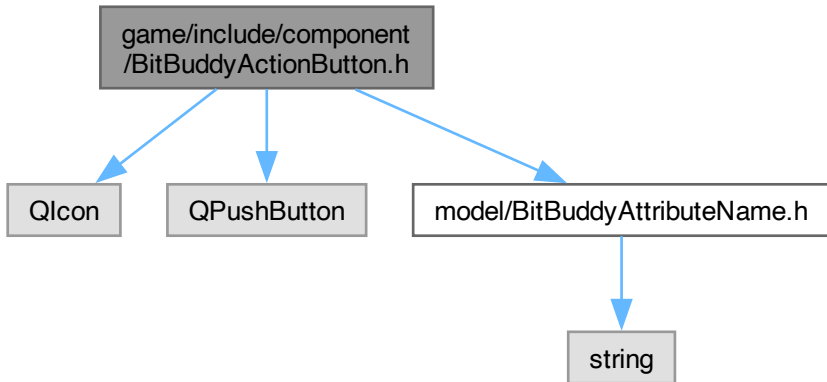 game/include/component
/BitBuddyActionButton.h
QIcon
QPushButton
model/BitBuddyAttributeName.h
string